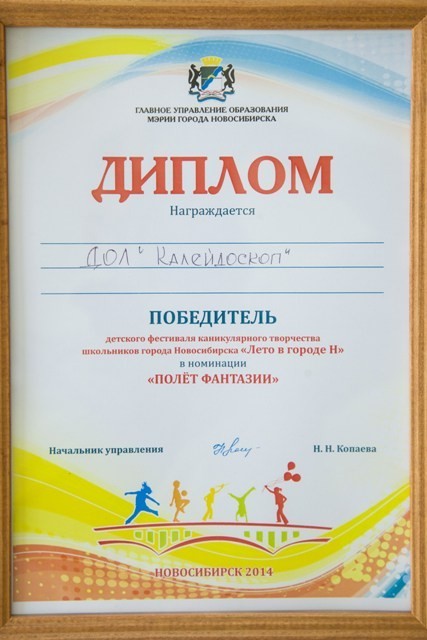 ГЛАВНОЕ УПРАВЛЕНИЕ ОБРАЗОВАНИЯ
МЭРИИ ГОРОДА НОВОСИБИРСКА
ДИПЛОМ
Награждается
ДОЛ "Калейдоскоп"
ПОБЕДИТЕЛЬ
детского фестиваля каникулярного творчества
школьников города Новосибирска «Лето в городе Н»
в номинации
«ПОЛЁТ ФАНТАЗИИ»
Начальник управления Н. Н. Копаева
НОВОСИБИРСК 2014